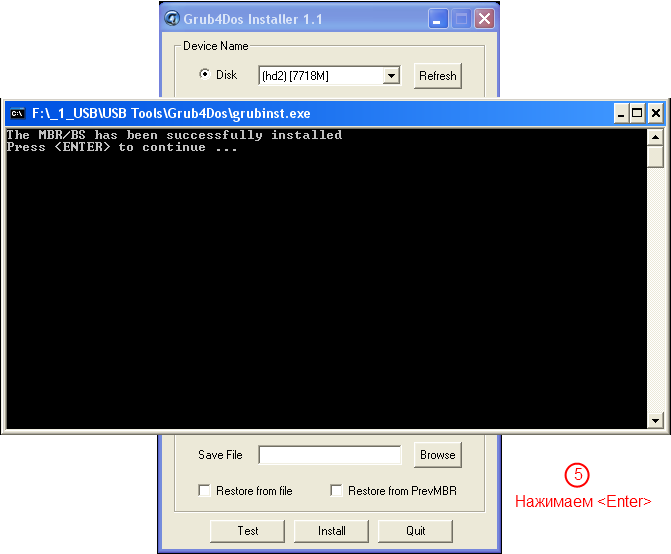 Grub4Dos Installer 1.1
Device Name
Disk (hd2) [7718M] Refresh
F:\_1_USB\USB Tools\Grub4Dos\grubinst.exe
The MBR/BS has been successfully installed
Press <ENTER> to continue ...
Save File Browse
Restore from file Restore from PrevMBR
Test Install Quit
5
Нажимаем <Enter>